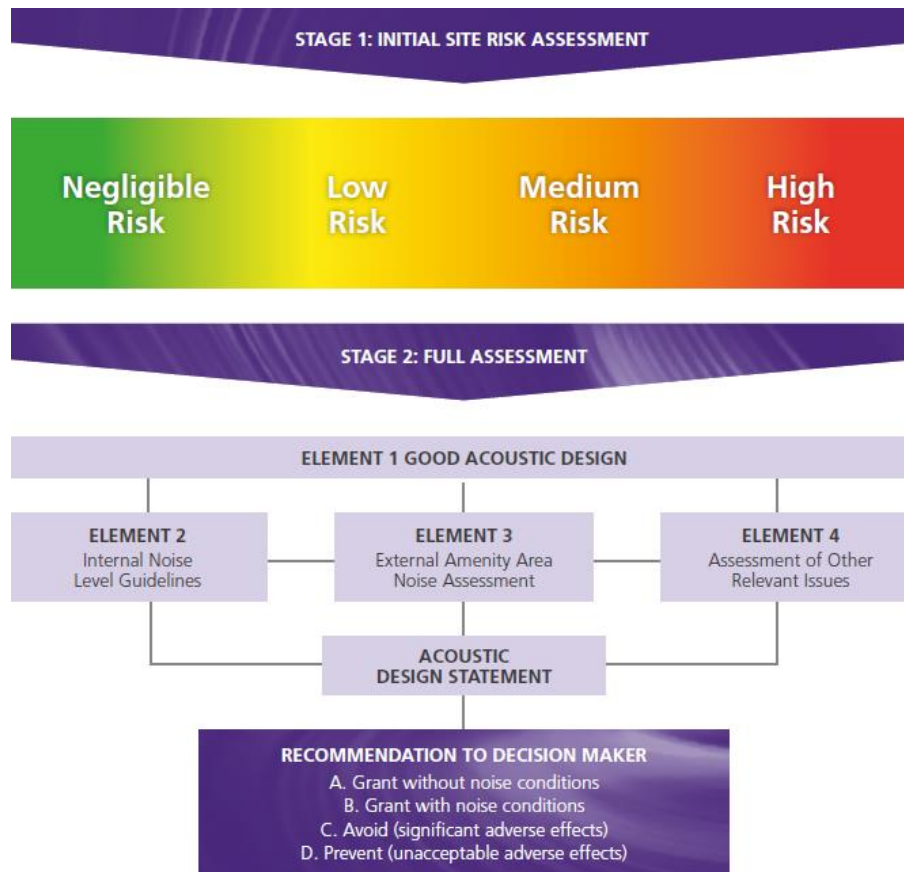 STAGE 1: INITIAL SITE RISK ASSESSMENT
Negligible
Risk
Low
Risk
Medium
Risk
High
Risk
STAGE 2: FULL ASSESSMENT
ELEMENT 1 GOOD ACOUSTIC DESIGN
ELEMENT 2
Internal Noise
Level Guidelines
ELEMENT 3
External Amenity Area
Noise Assessment
ELEMENT 4
Assessment of Other
Relevant Issues
ACOUSTIC
DESIGN STATEMENT
RECOMMENDATION TO DECISION MAKER
A. Grant without noise conditions
B. Grant with noise conditions
C. Avoid (significant adverse effects)
D. Prevent (unacceptable adverse effects)